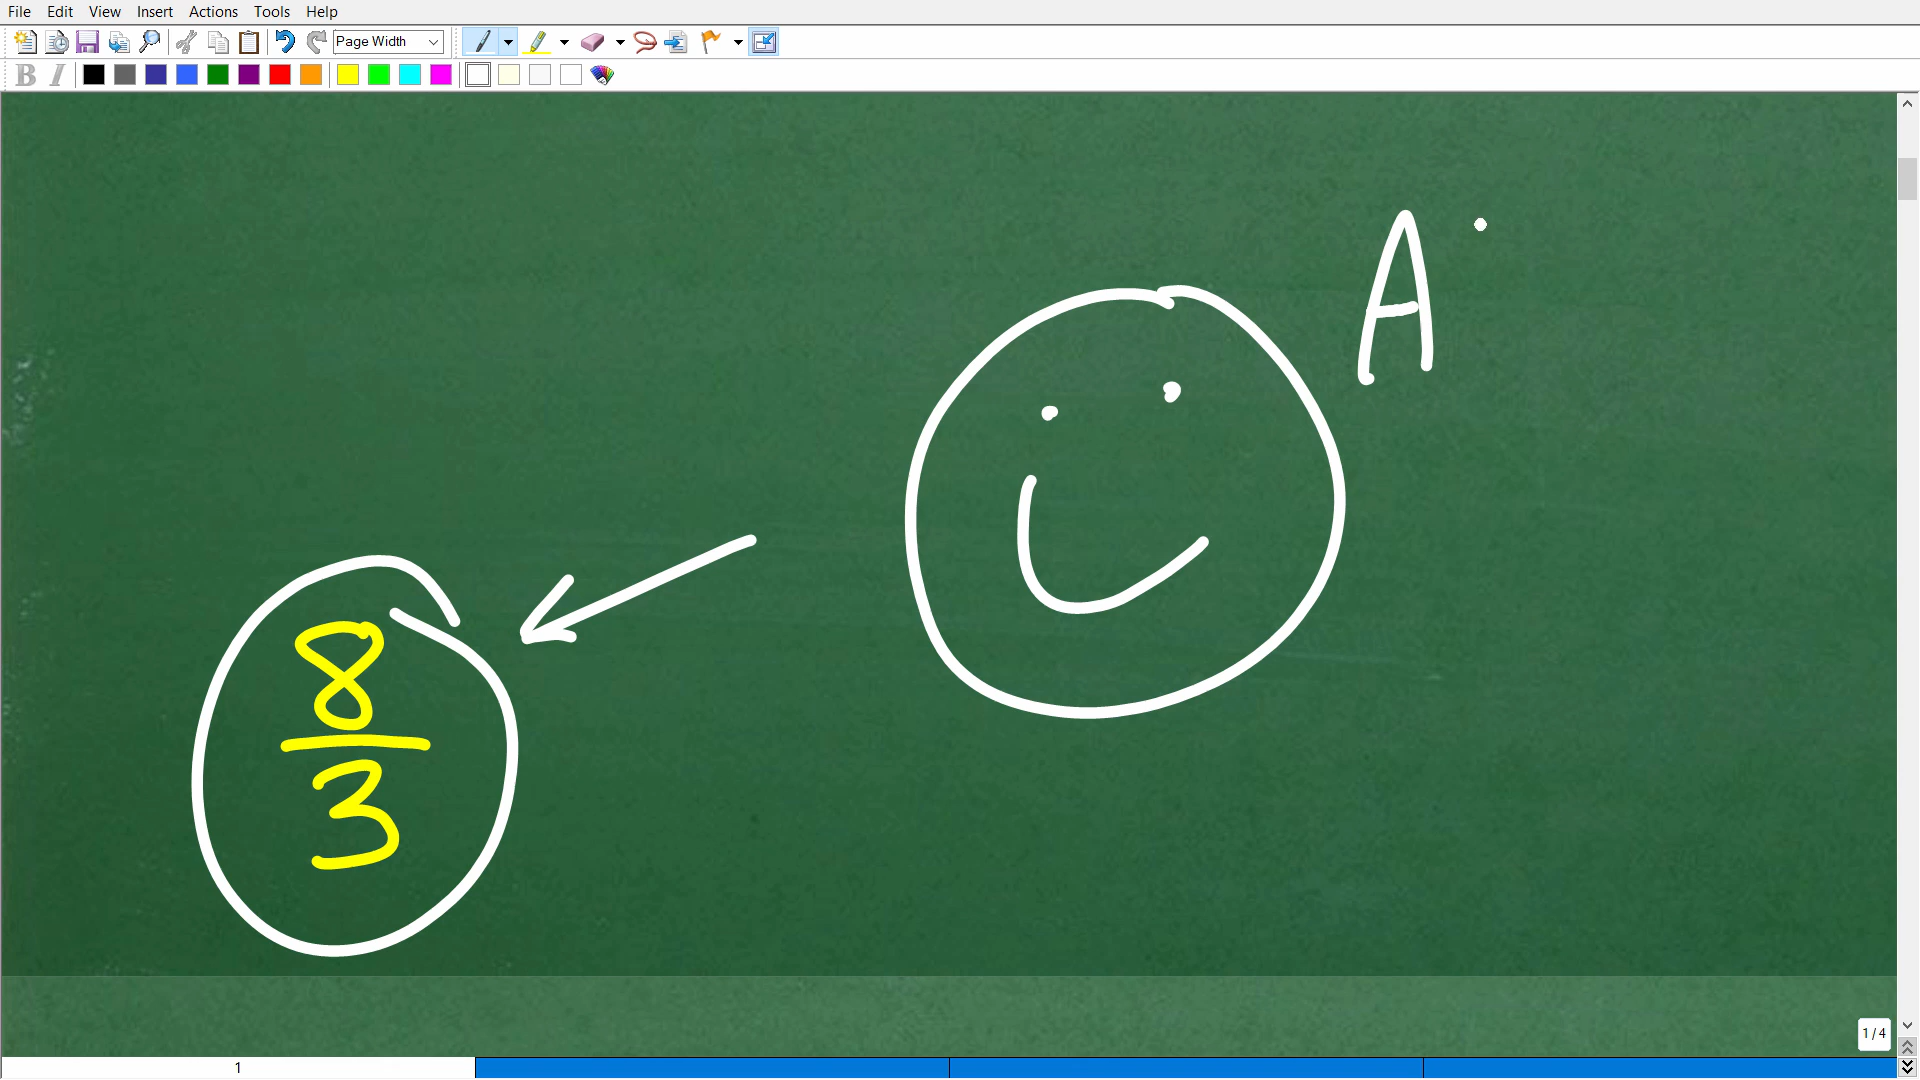 File Edit View Insert Actions Tools Help
Page Width
B I
A
8
3
1 / 4
1